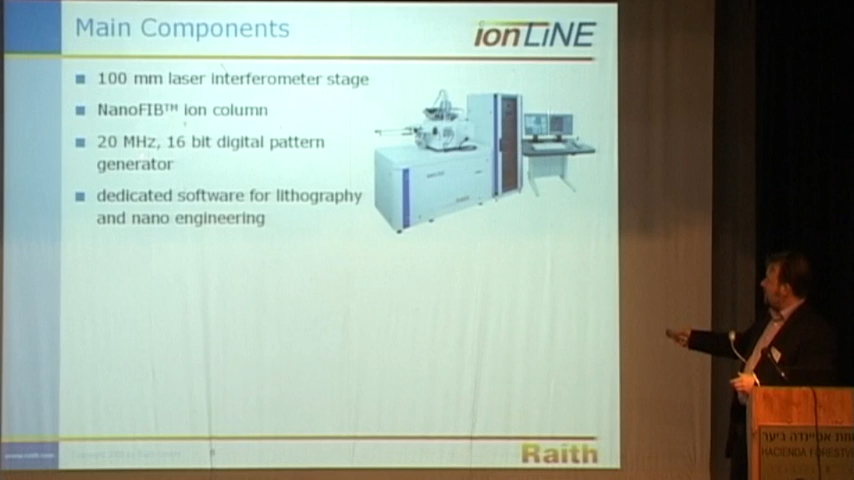 Main Components
ionLiNE
100 mm laser interferometer stage
NanoFIB™ ion column
20 MHz, 16 bit digital pattern
generator
dedicated software for lithography
and nano engineering
Raith
HACIENDA